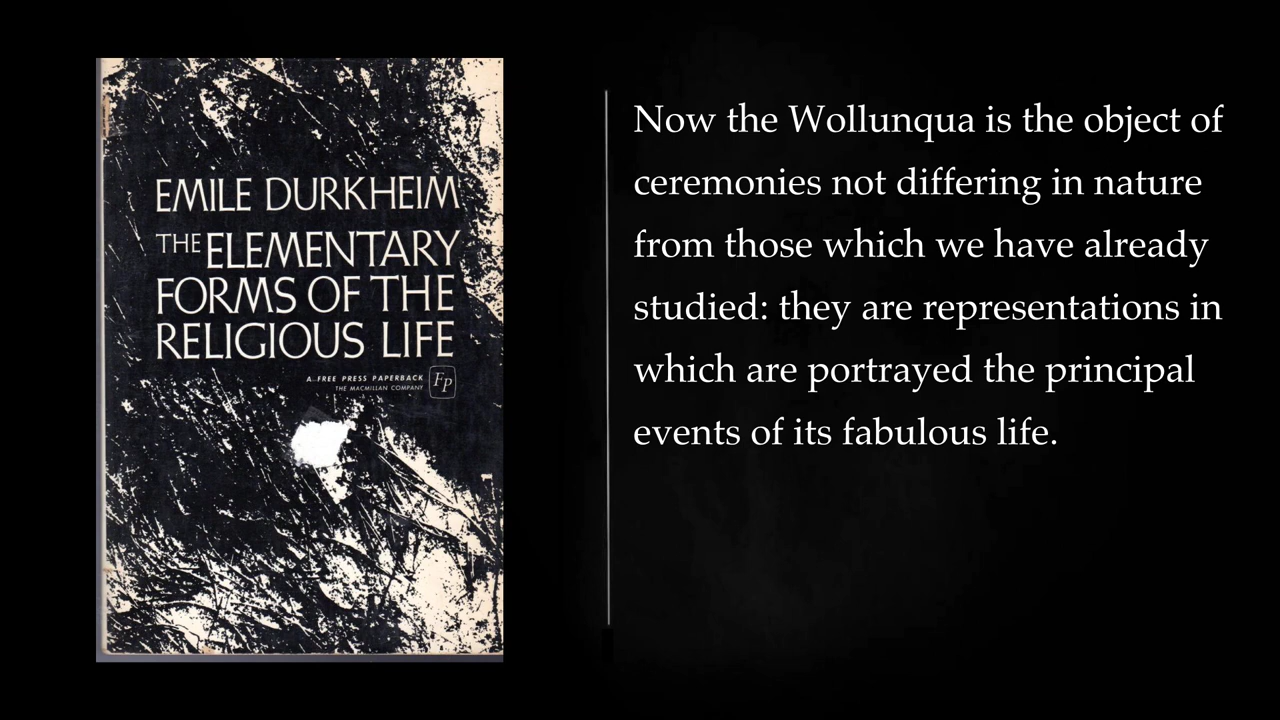 EMILE DURKHEIM
THE ELEMENTARY
FORMS OF THE
RELIGIOUS LIFE
A FREE PRESS PAPERBACK
THE MACMILLAN COMPANY
Fp
Now the Wollunqua is the object of
ceremonies not differing in nature
from those which we have already
studied: they are representations in
which are portrayed the principal
events of its fabulous life.